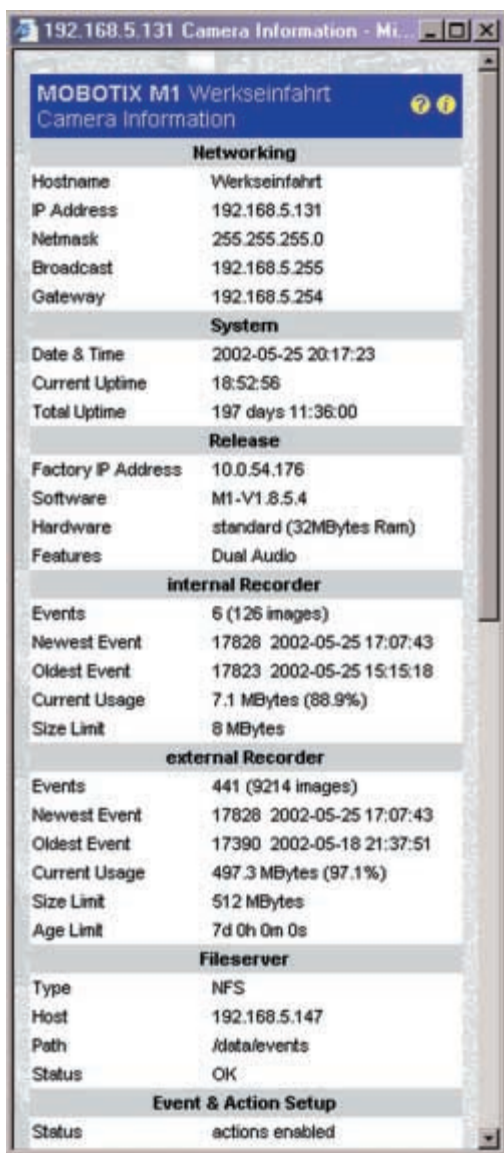 192.168.5.131 Camera Information - Mi...
MOBOTIX M1 Werkseinfahrt
Camera Information
Networking
Hostname Werkseinfahrt
IP Address 192.168.5.131
Netmask 255.255.255.0
Broadcast 192.168.5.255
Gateway 192.168.5.254
System
Date & Time 2002-05-25 20:17:23
Current Uptime 18:52:56
Total Uptime 197 days 11:36:00
Release
Factory IP Address 10.0.54.176
Software M1-V1.8.5.4
Hardware standard (32MBytes Ram)
Features Dual Audio
internal Recorder
Events 6 (126 images)
Newest Event 17828 2002-05-25 17:07:43
Oldest Event 17823 2002-05-25 15:15:18
Current Usage 7.1 MBytes (88.9%)
Size Limit 8 MBytes
external Recorder
Events 441 (9214 images)
Newest Event 17828 2002-05-25 17:07:43
Oldest Event 17390 2002-05-18 21:37:51
Current Usage 497.3 MBytes (97.1%)
Size Limit 512 MBytes
Age Limit 7d 0h 0m 0s
Fileserver
Type NFS
Host 192.168.5.147
Path /data/events
Status OK
Event & Action Setup
Status actions enabled